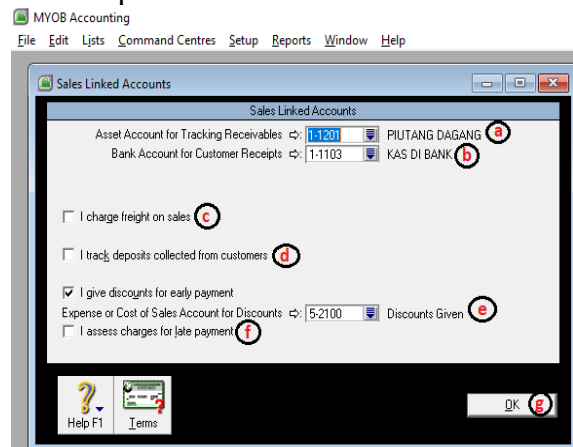 MYOB Accounting
File Edit Lists Command Centres Setup Reports Window Help
Sales Linked Accounts
Sales Linked Accounts
Asset Account for Tracking Receivables ⇨: 1-1201 PIUTANG DAGANG a
Bank Account for Customer Receipts ⇨: 1-1103 KAS DI BANK b
I charge freight on sales c
I track deposits collected from customers d
I give discounts for early payment
Expense or Cost of Sales Account for Discounts ⇨: 5-2100 Discounts Given e
I assess charges for late payment f
Help F1 Terms OK g